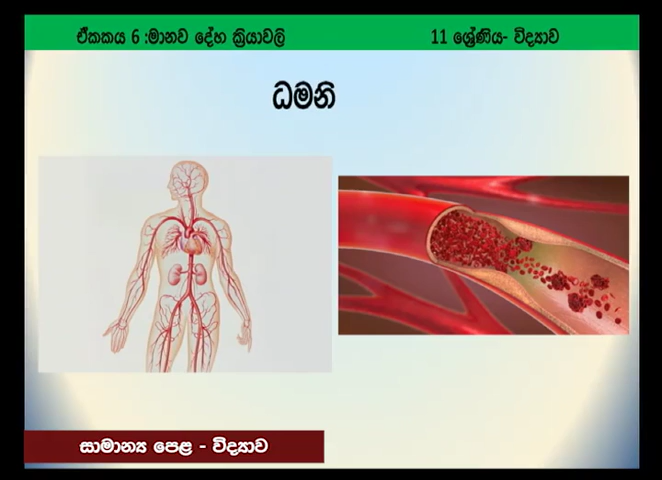 ඒකකය 6 :මානව දේහ ක්‍රියාවලි
11 ශ්‍රේණිය- විද්‍යාව
ධමනි
සාමාන්‍ය පෙළ - විද්‍යාව